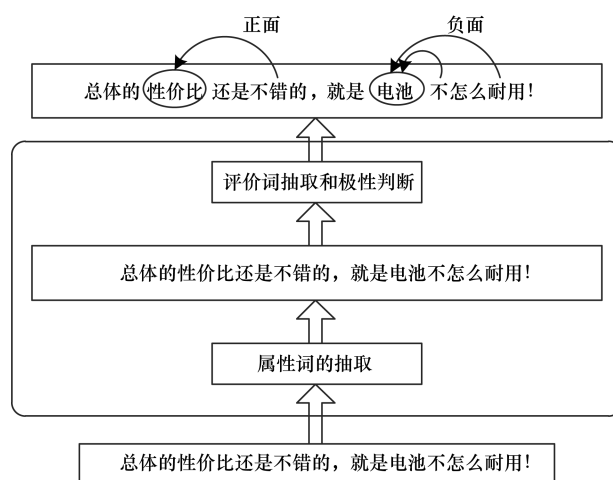 正面 负面
总体的 性价比 还是不错的，就是 电池 不怎么耐用！
评价词抽取和极性判断
总体的性价比还是不错的，就是电池不怎么耐用！
属性词的抽取
总体的性价比还是不错的，就是电池不怎么耐用！